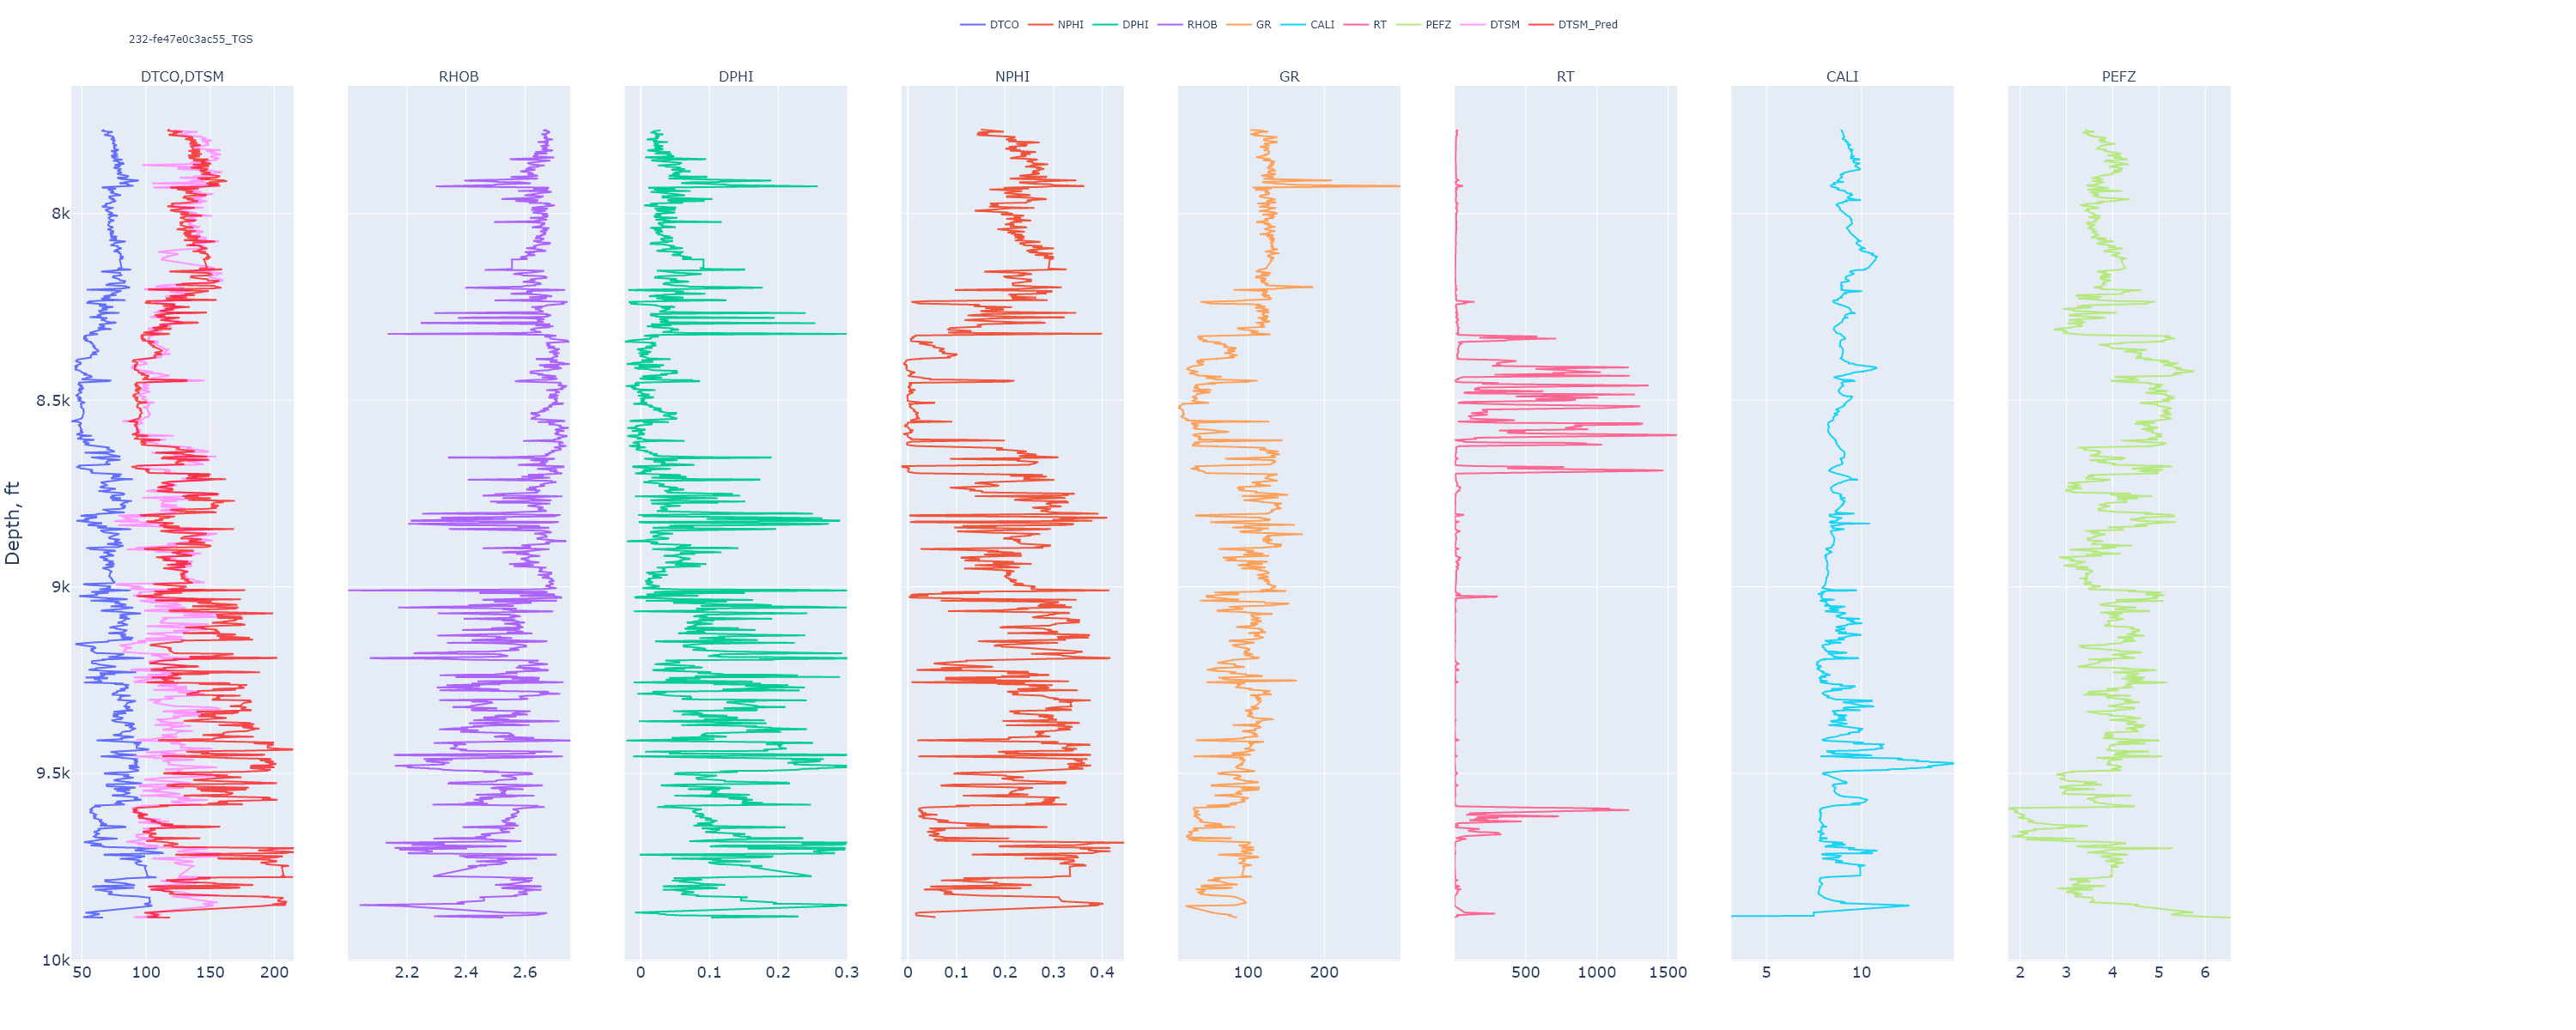 DTCO NPHI DPHI RHOB GR CALI RT PEFZ DTSM DTSM_Pred
232-fe47e0c3ac55_TGS
DTCO,DTSM RHOB DPHI NPHI GR RT CALI PEFZ
Depth, ft
8k
8.5k
9k
9.5k
10k
50 100 150 200 2.2 2.4 2.6 0 0.1 0.2 0.3 0 0.1 0.2 0.3 0.4 100 200 500 1000 1500 5 10 2 3 4 5 6